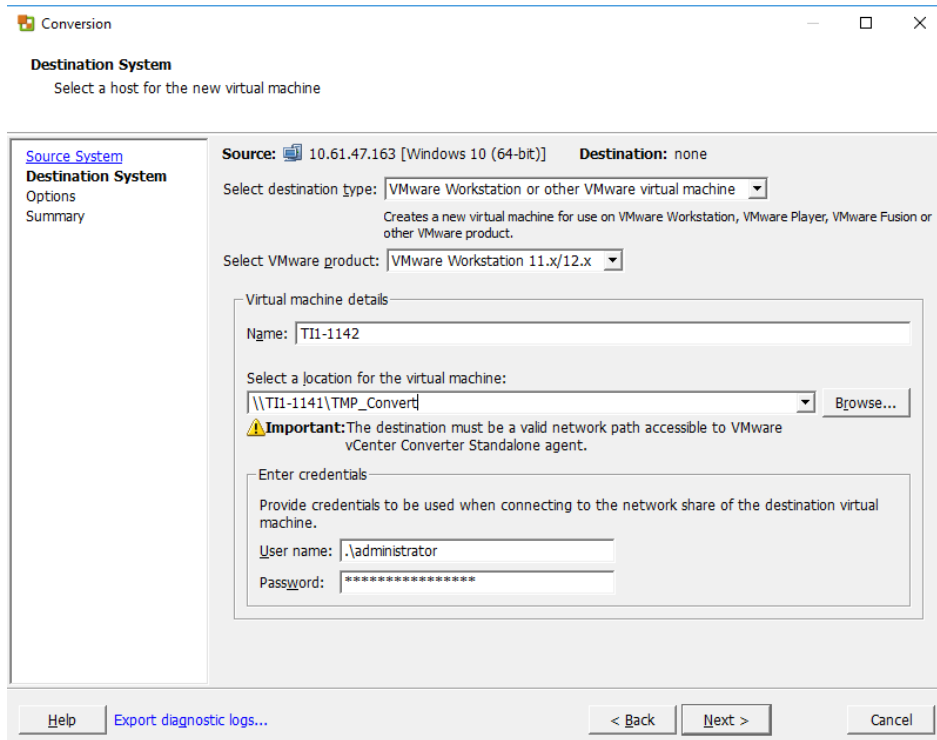 Conversion
Destination System
Select a host for the new virtual machine
Source System
Destination System
Options
Summary
Source: 10.61.47.163 [Windows 10 (64-bit)] Destination: none
Select destination type: VMware Workstation or other VMware virtual machine
Creates a new virtual machine for use on VMware Workstation, VMware Player, VMware Fusion or
other VMware product.
Select VMware product: VMware Workstation 11.x/12.x
Virtual machine details
Name: TI1-1142
Select a location for the virtual machine:
\\TI1-1141\TMP_Convert Browse...
Important:The destination must be a valid network path accessible to VMware
vCenter Converter Standalone agent.
Enter credentials
Provide credentials to be used when connecting to the network share of the destination virtual
machine.
User name: .\administrator
Password: ****************
Help Export diagnostic logs... < Back Next > Cancel